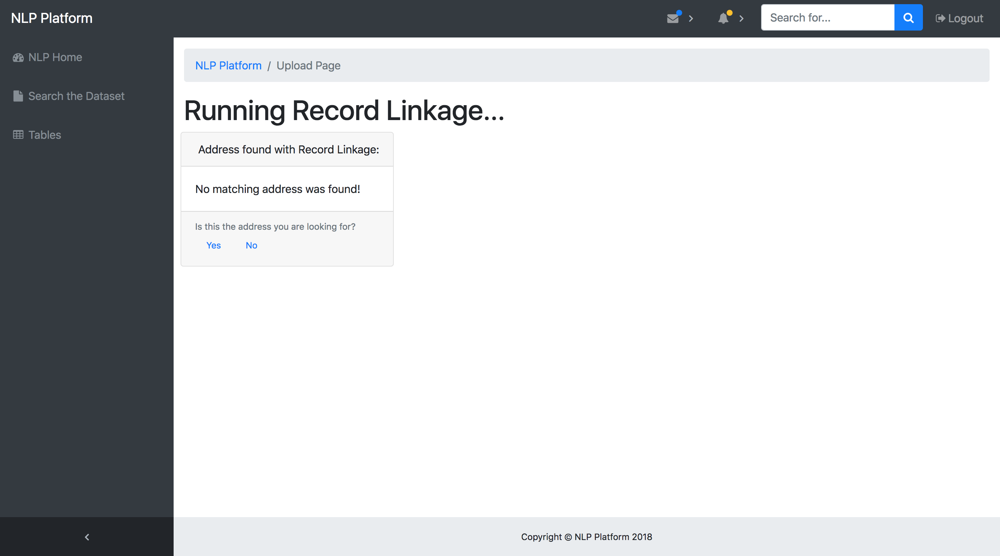 NLP Platform
Search for...
Logout
NLP Home
Search the Dataset
Tables
NLP Platform / Upload Page
Running Record Linkage...
Address found with Record Linkage:
No matching address was found!
Is this the address you are looking for?
Yes No
Copyright © NLP Platform 2018